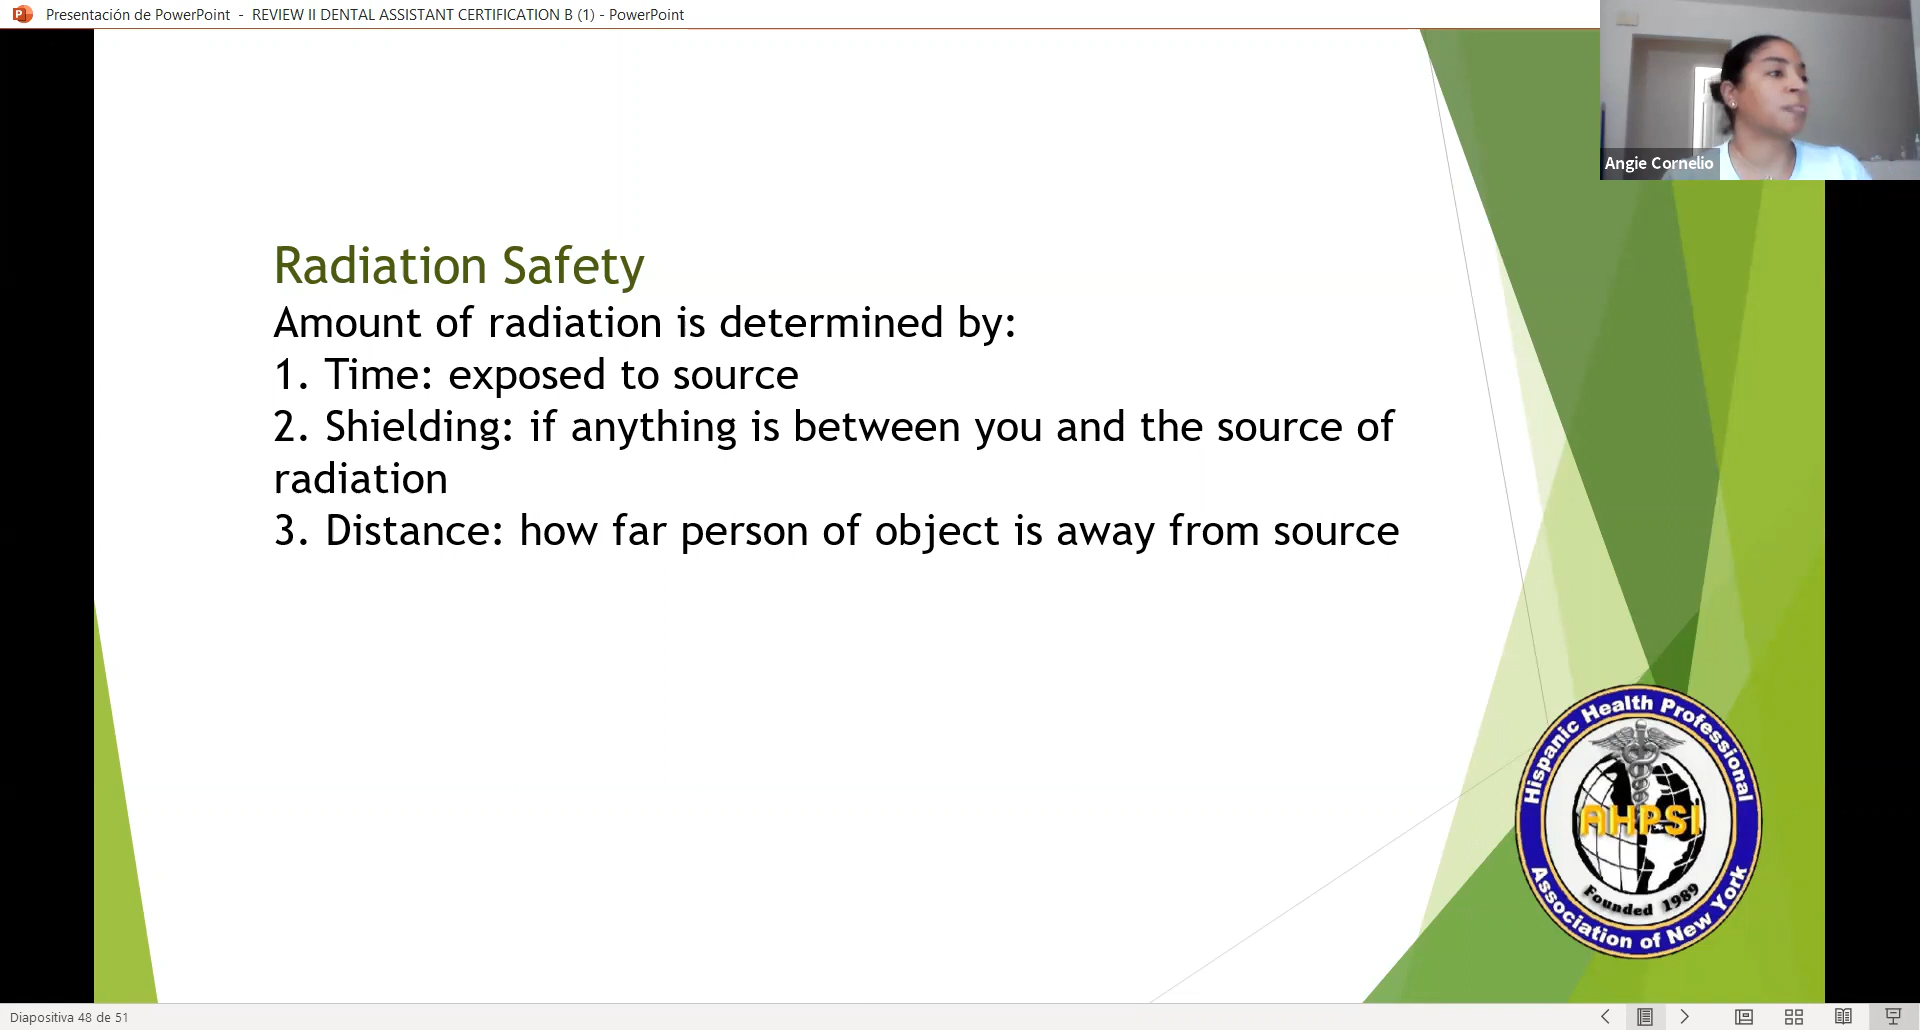 Presentación de PowerPoint - REVIEW II DENTAL ASSISTANT CERTIFICATION B (1) - PowerPoint
Angie Cornelio
Radiation Safety
Amount of radiation is determined by:
1. Time: exposed to source
2. Shielding: if anything is between you and the source of
radiation
3. Distance: how far person of object is away from source
Hispanic Health Professional
AHPSI
Founded 1989
Association of New York
Diapositiva 48 de 51